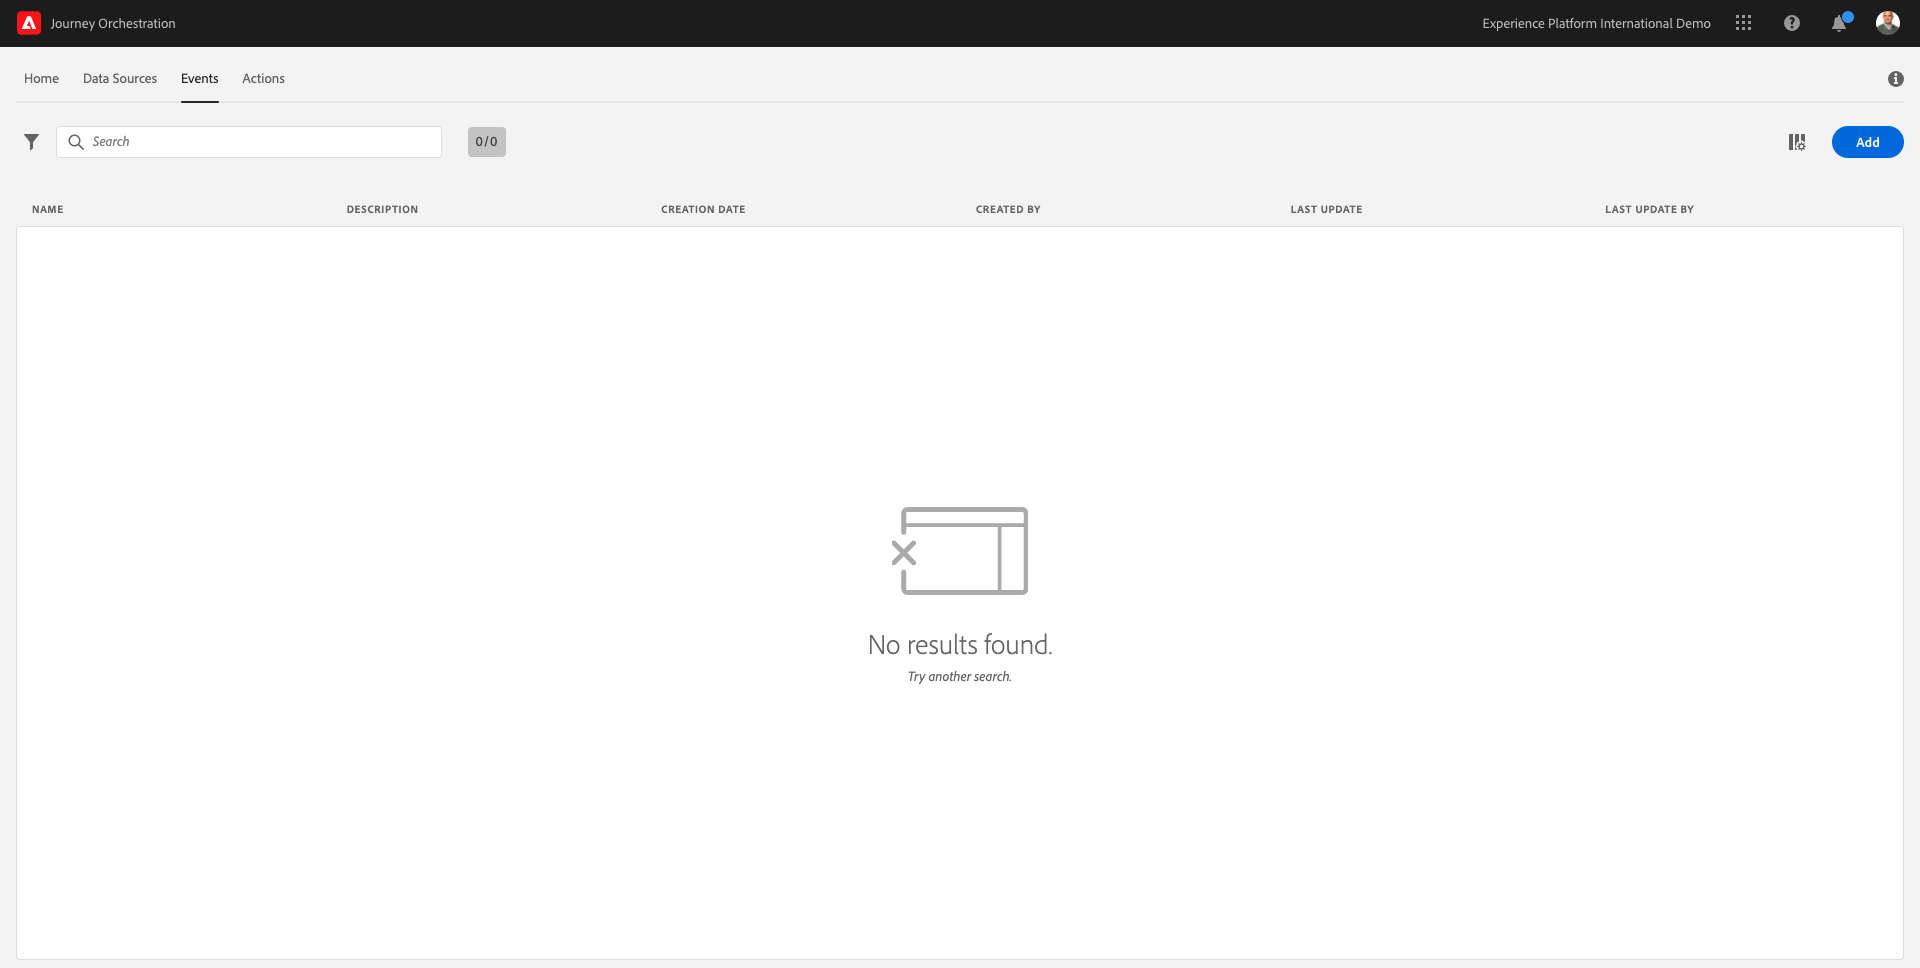 Journey Orchestration
Experience Platform International Demo
Home
Data Sources
Events
Actions
Search
0/0
Add
NAME
DESCRIPTION
CREATION DATE
CREATED BY
LAST UPDATE
LAST UPDATE BY
No results found.
Try another search.